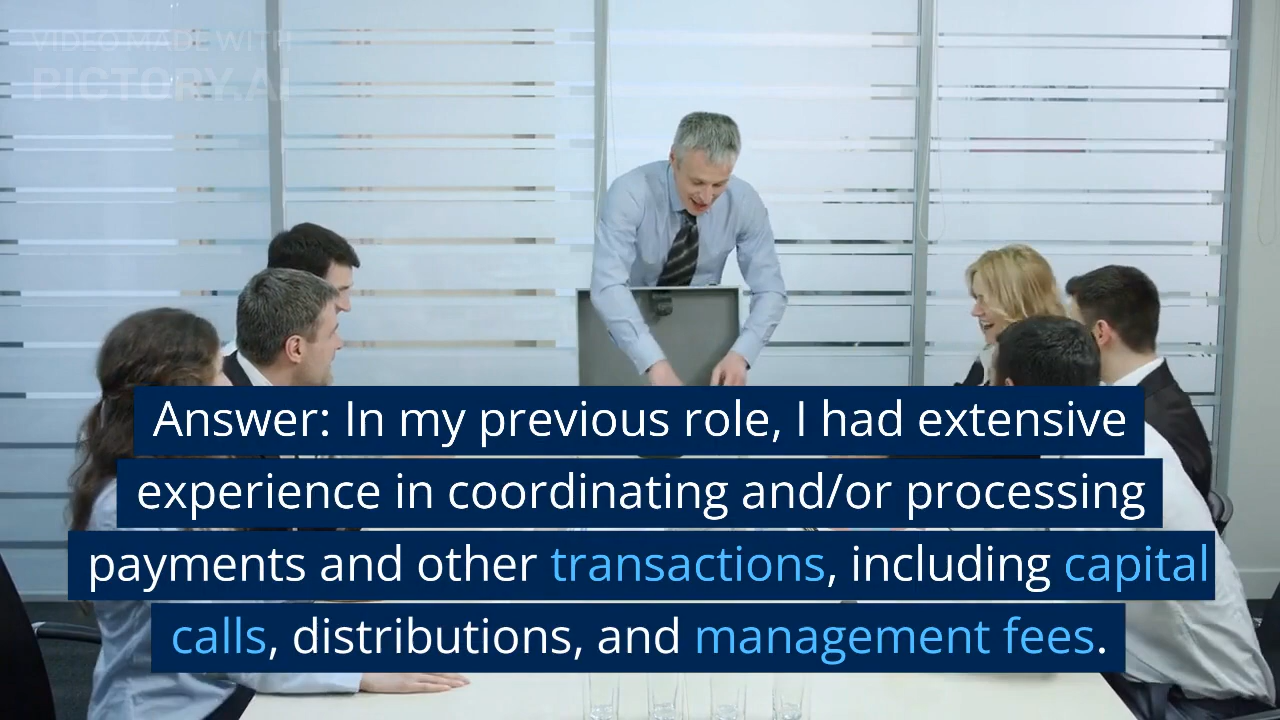 VIDEO MADE WITH
PICTORY.AI
Answer: In my previous role, I had extensive
experience in coordinating and/or processing
payments and other transactions, including capital
calls, distributions, and management fees.